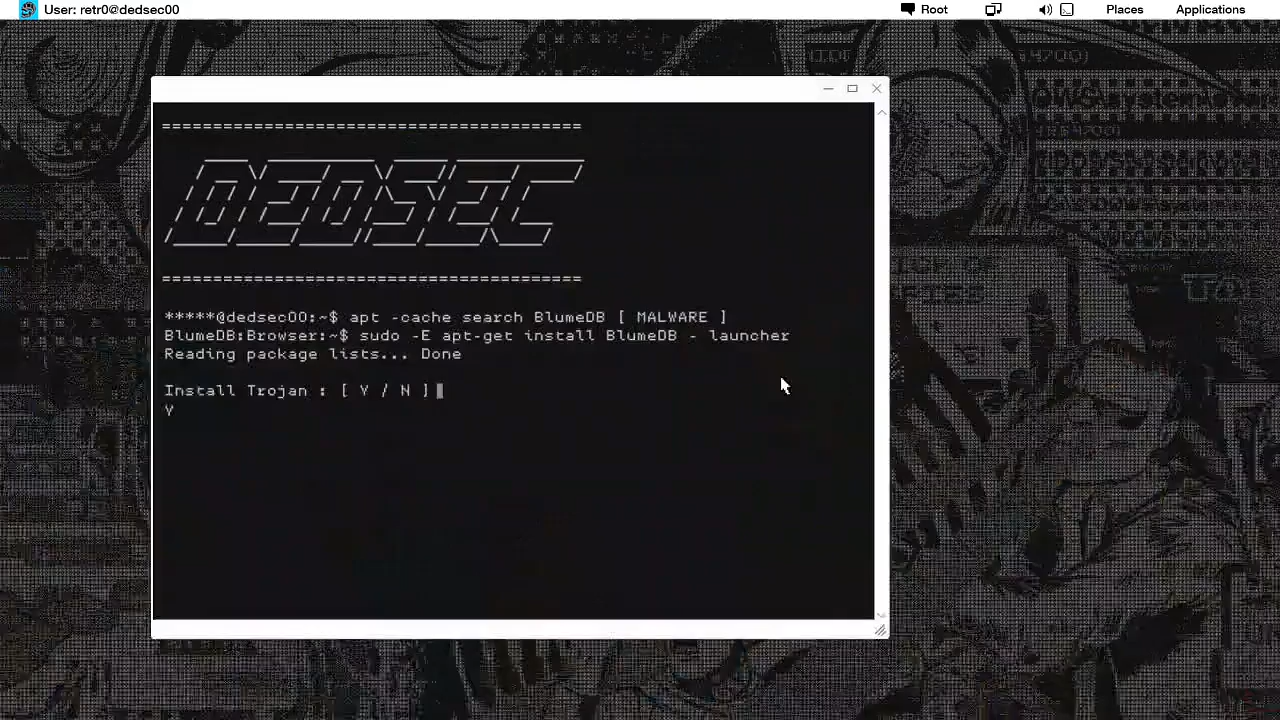 User: retr0@dedsec00
Root
Places
Applications
========================================
DEDSEC
========================================
*****@dedsec00:~$ apt -cache search BlumeDB [ MALWARE ]
BlumeDB:Browser:~$ sudo -E apt-get install BlumeDB - launcher
Reading package lists... Done
Install Trojan : [ Y / N ]
Y